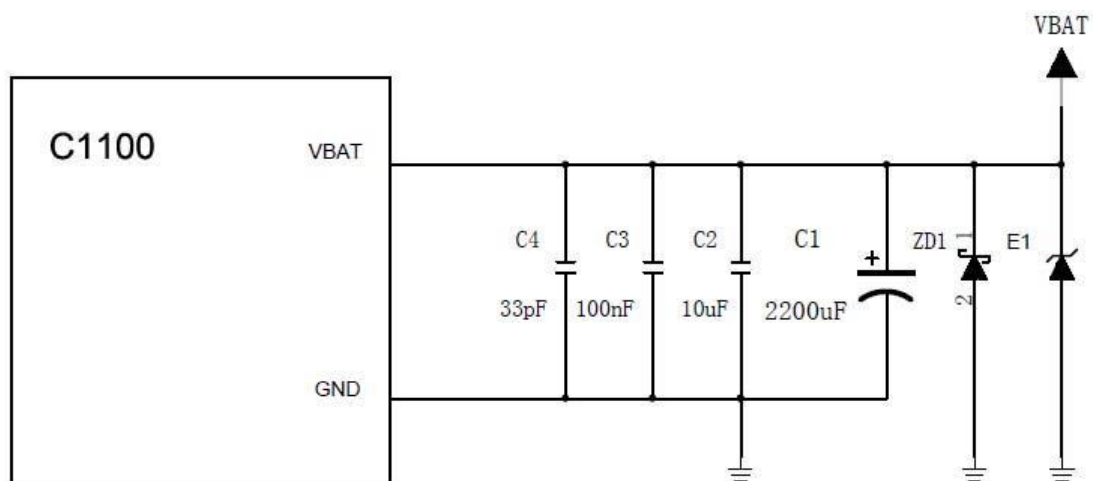 VBAT
C1100
VBAT
C4
C3
C2
C1
ZD1
1
E1
+
33pF
100nF
10uF
2200uF
2
GND